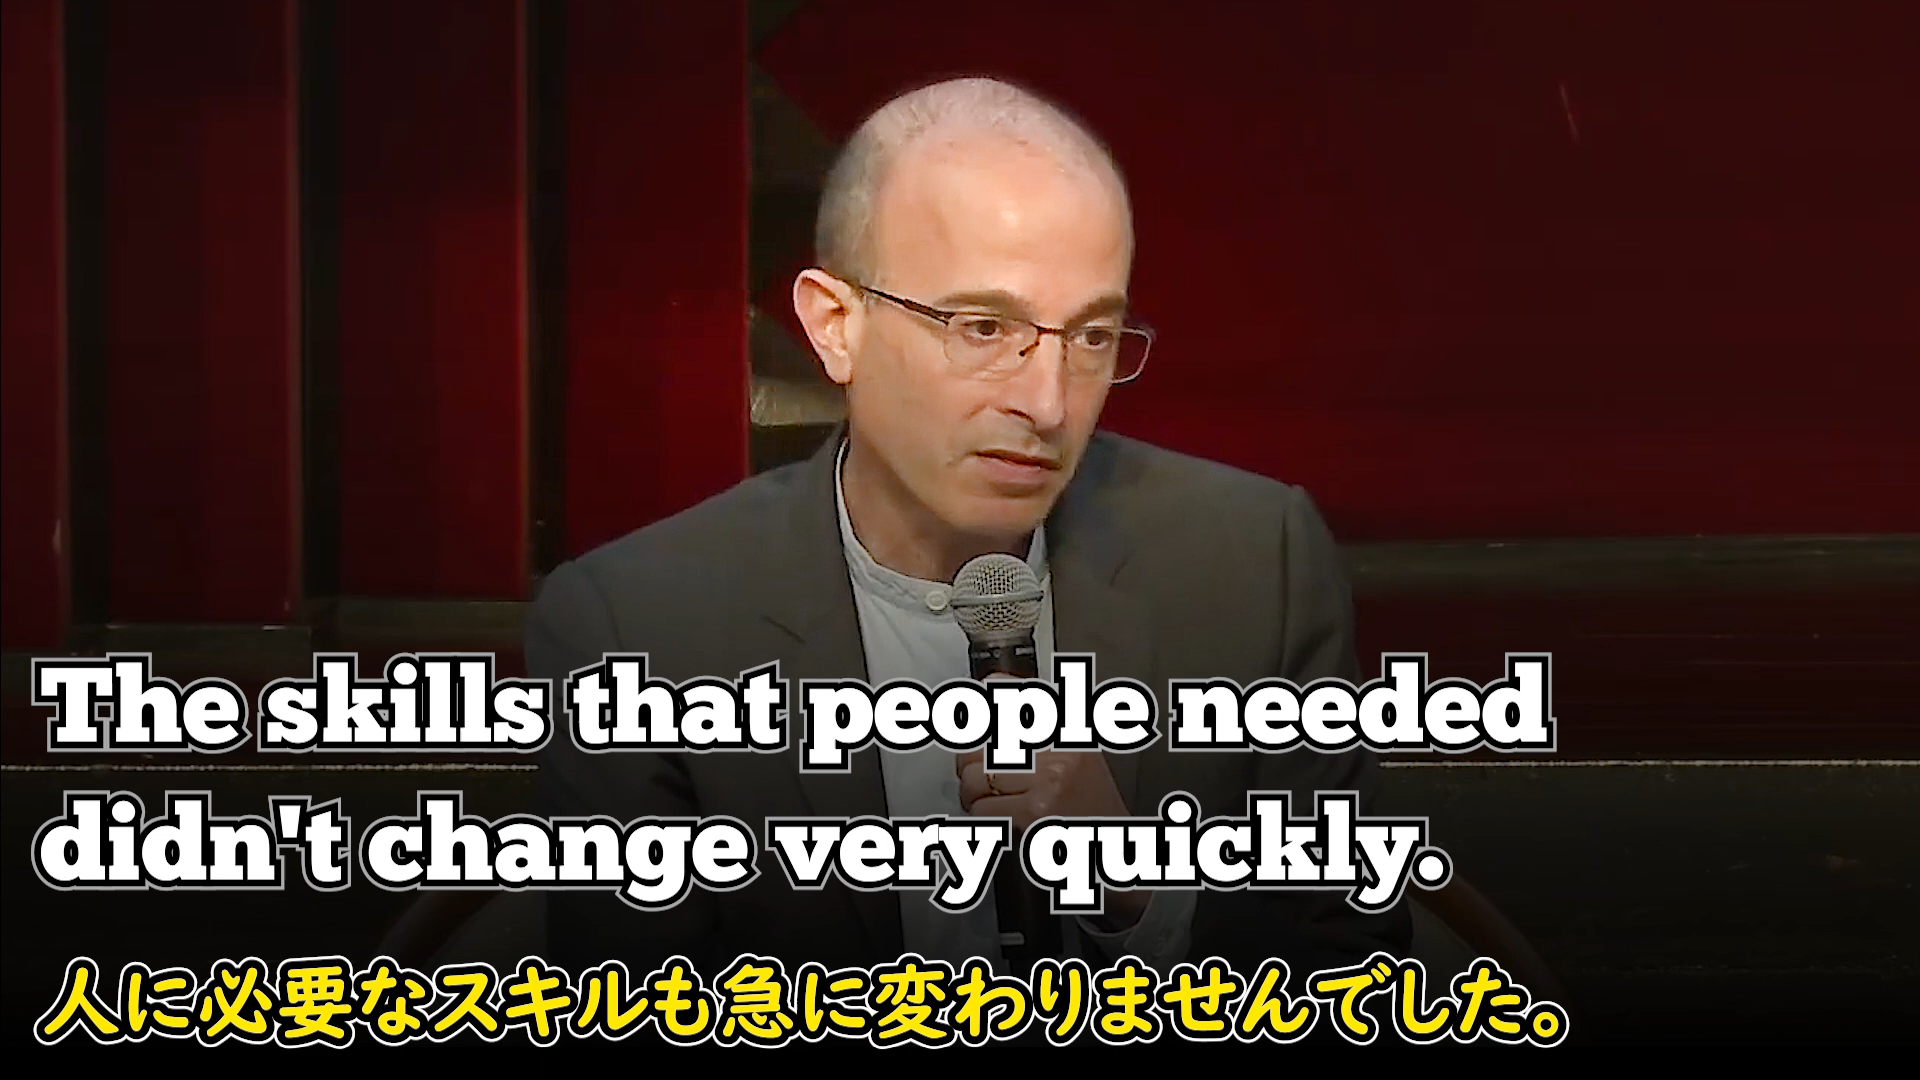 The skills that people needed
didn't change very quickly.
人に必要なスキルも急に変わりませんでした。